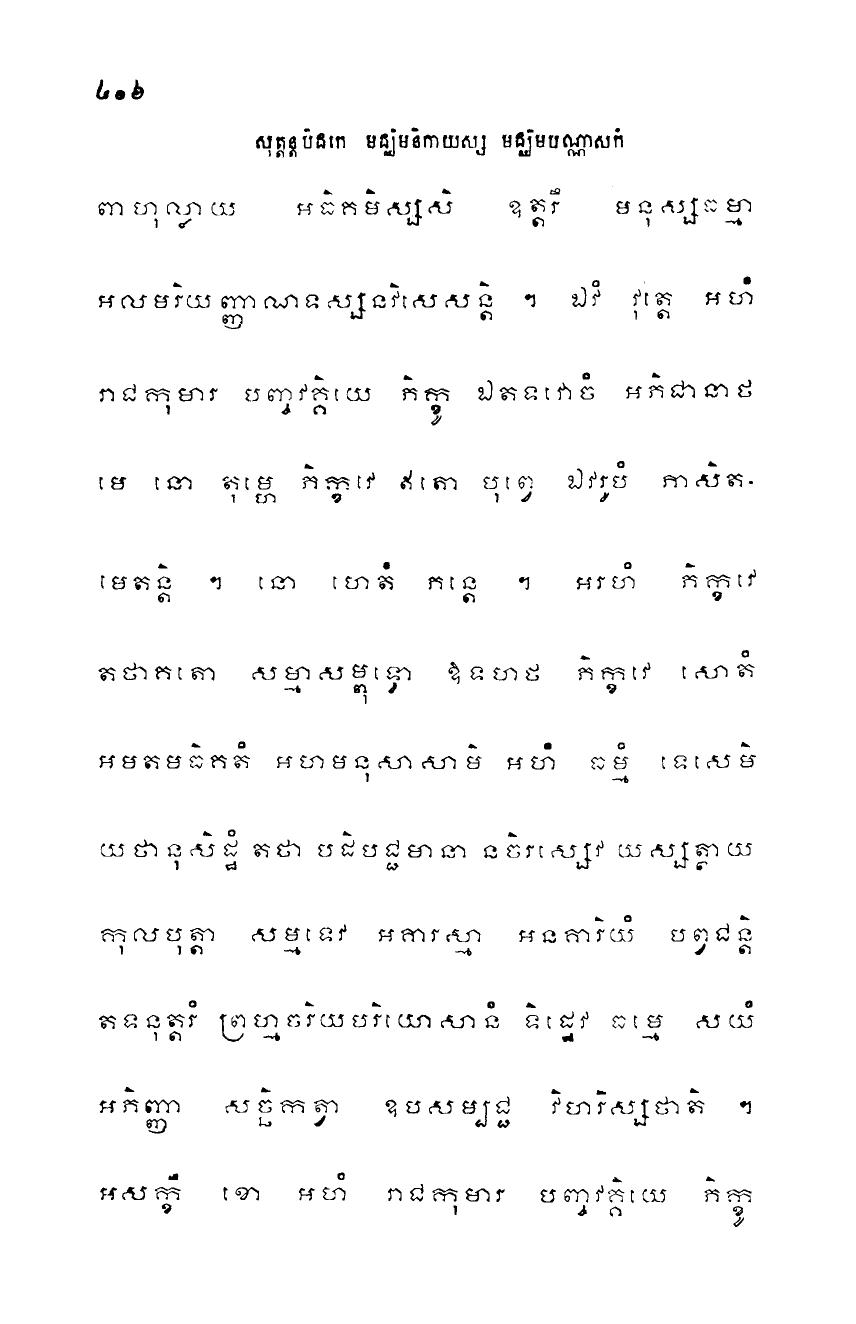 ៤០៦
សុត្តន្តបិដកេ មជ្ឈិមនិកាយស្ស មជ្ឈិមបណ្ណាសកំ
ពាហុល្លាយ អធិគមិស្សសិ ឧត្តរឹ មនុស្សធម្មា
អលមរិយញ្ញាណទស្សនវិសេសន្តិ ។ ឯវំ វុត្តេ អហំ
រាជកុមារ បញ្ចវគ្គិយេ ភិក្ខូ ឯតទវោចំ អភិជានាថ
មេ នោ តុម្ហេ ភិក្ខវេ ឥតោ បុព្វេ ឯវរូបំ ភាសិត-
មេតន្តិ ។ នោ ហេតំ ភន្តេ ។ អរហំ ភិក្ខវេ
តថាគតោ សម្មាសម្ពុទ្ធោ ឱទហថ ភិក្ខវេ សោតំ
អមតមធិគតំ អហមនុសាសាមិ អហំ ធម្មំ ទេសេមិ
យថានុសិដ្ឋំ តថា បដិបជ្ជមានា នចិរស្សេវ យស្សត្ថាយ
កុលបុត្តា សម្មទេវ អគារស្មា អនគារិយំ បព្វជន្តិ
តទនុត្តរំ ព្រហ្មចរិយបរិយោសានំ ទិដ្ឋេវ ធម្មេ សយំ
អភិញ្ញា សច្ឆិកត្វា ឧបសម្បជ្ជ វិហរិស្សថាតិ ។
អសក្ខឹ ខោ អហំ រាជកុមារ បញ្ចវគ្គិយេ ភិក្ខូ